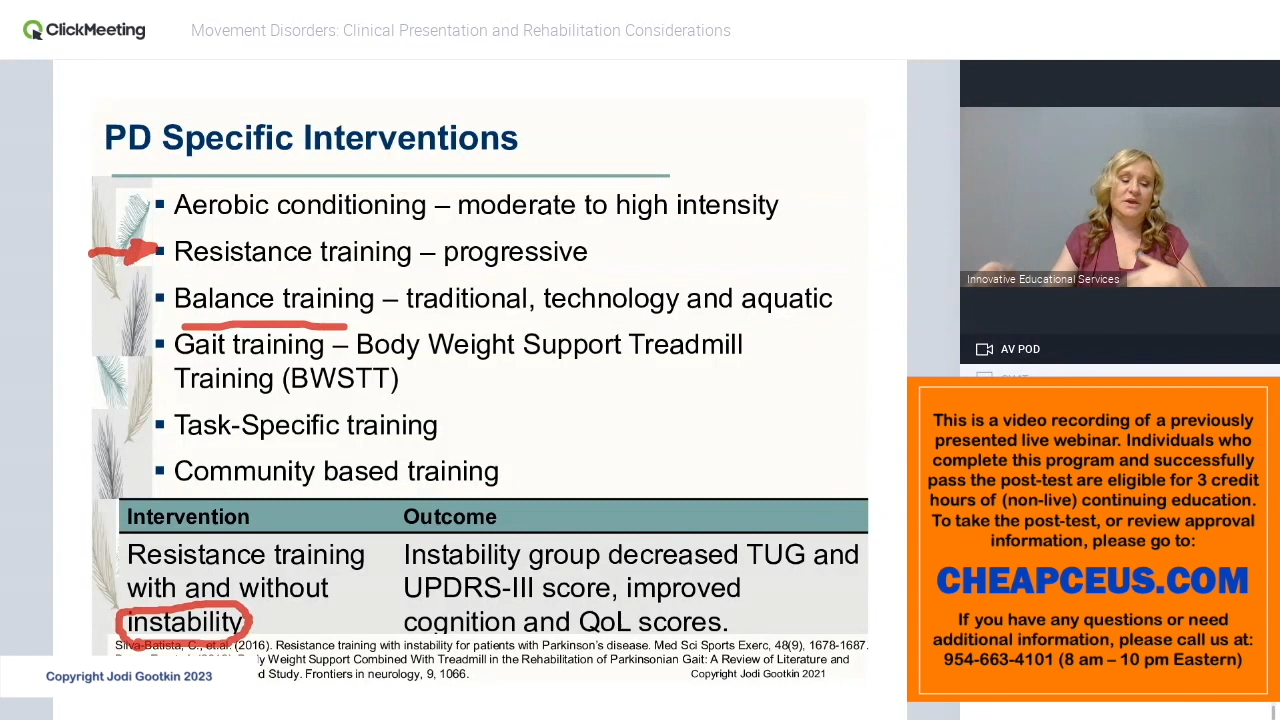 ClickMeeting
Movement Disorders: Clinical Presentation and Rehabilitation Considerations
PD Specific Interventions
▪ Aerobic conditioning – moderate to high intensity
▪ Resistance training – progressive
▪ Balance training – traditional, technology and aquatic
▪ Gait training – Body Weight Support Treadmill
Training (BWSTT)
▪ Task-Specific training
▪ Community based training
Intervention Outcome
Resistance training Instability group decreased TUG and
with and without UPDRS-III score, improved
instability cognition and QoL scores.
Silva-Batista, C., et.al. (2016). Resistance training with instability for patients with Parkinson's disease. Med Sci Sports Exerc, 48(9), 1678-1687.
Weight Support Combined With Treadmill in the Rehabilitation of Parkinsonian Gait: A Review of Literature and
Study. Frontiers in neurology, 9, 1066.
Copyright Jodi Gootkin 2021
Copyright Jodi Gootkin 2023
Innovative Educational Services
AV POD
This is a video recording of a previously
presented live webinar. Individuals who
complete this program and successfully
pass the post-test are eligible for 3 credit
hours of (non-live) continuing education.
To take the post-test, or review approval
information, please go to:
CHEAPCEUS.COM
If you have any questions or need
additional information, please call us at:
954-663-4101 (8 am – 10 pm Eastern)